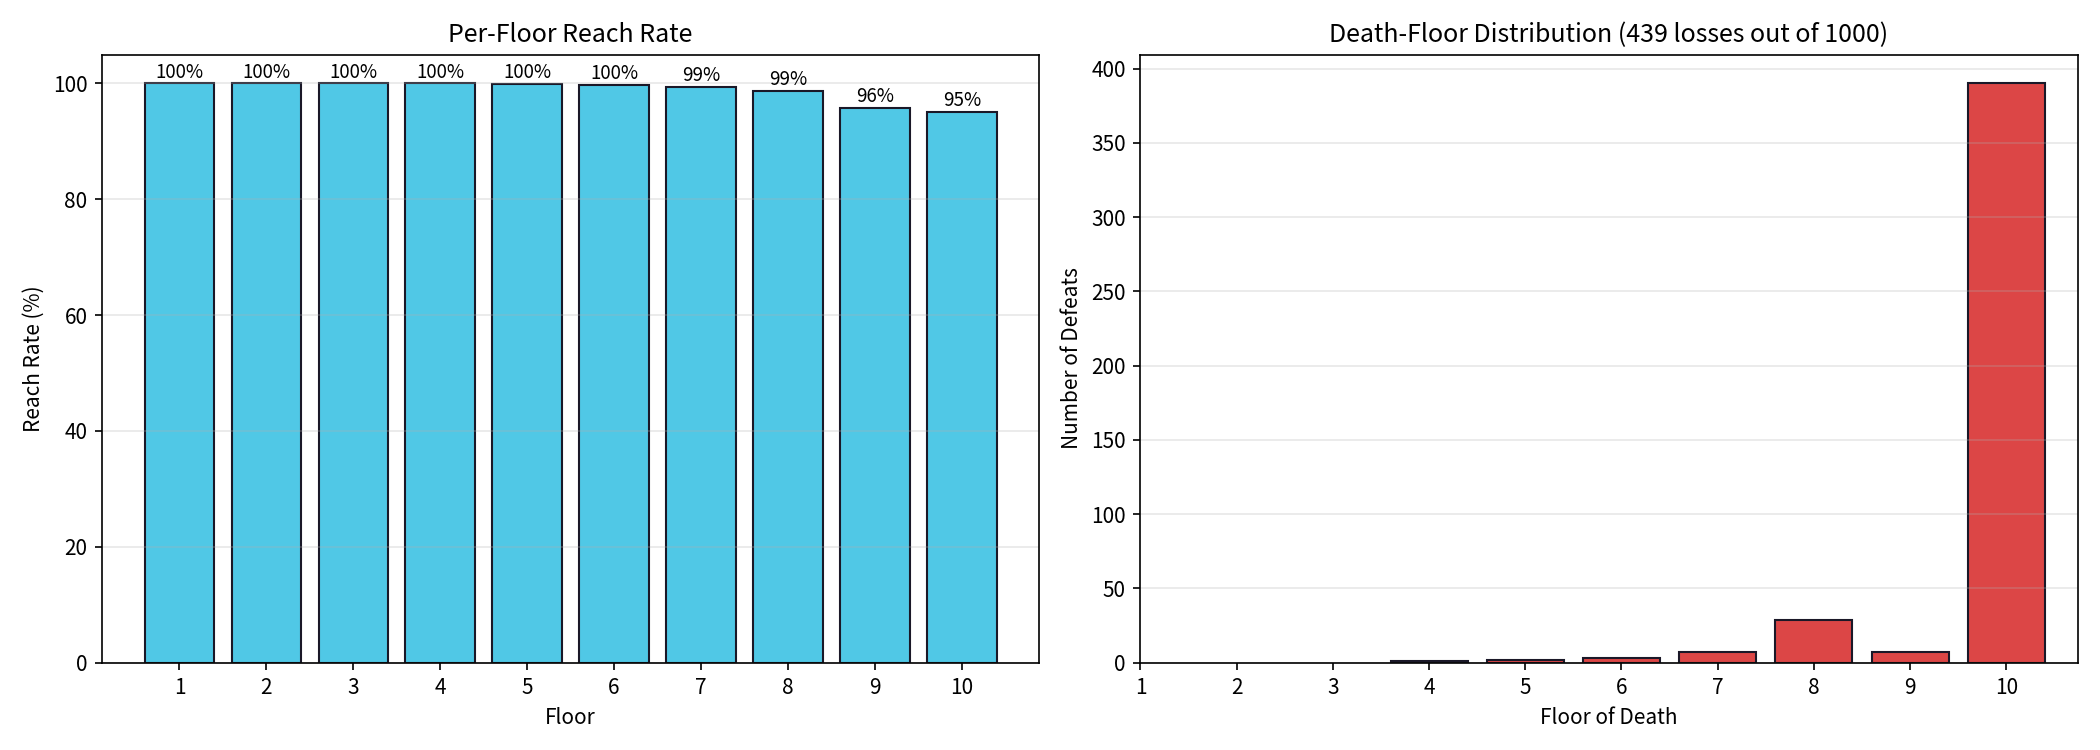 Per-Floor Reach Rate
100% 100% 100% 100% 100% 100% 99% 99% 96% 95%
100
80
60
40
20
0
Reach Rate (%)
1 2 3 4 5 6 7 8 9 10
Floor
Death-Floor Distribution (439 losses out of 1000)
400
350
300
250
200
150
100
50
0
Number of Defeats
1 2 3 4 5 6 7 8 9 10
Floor of Death